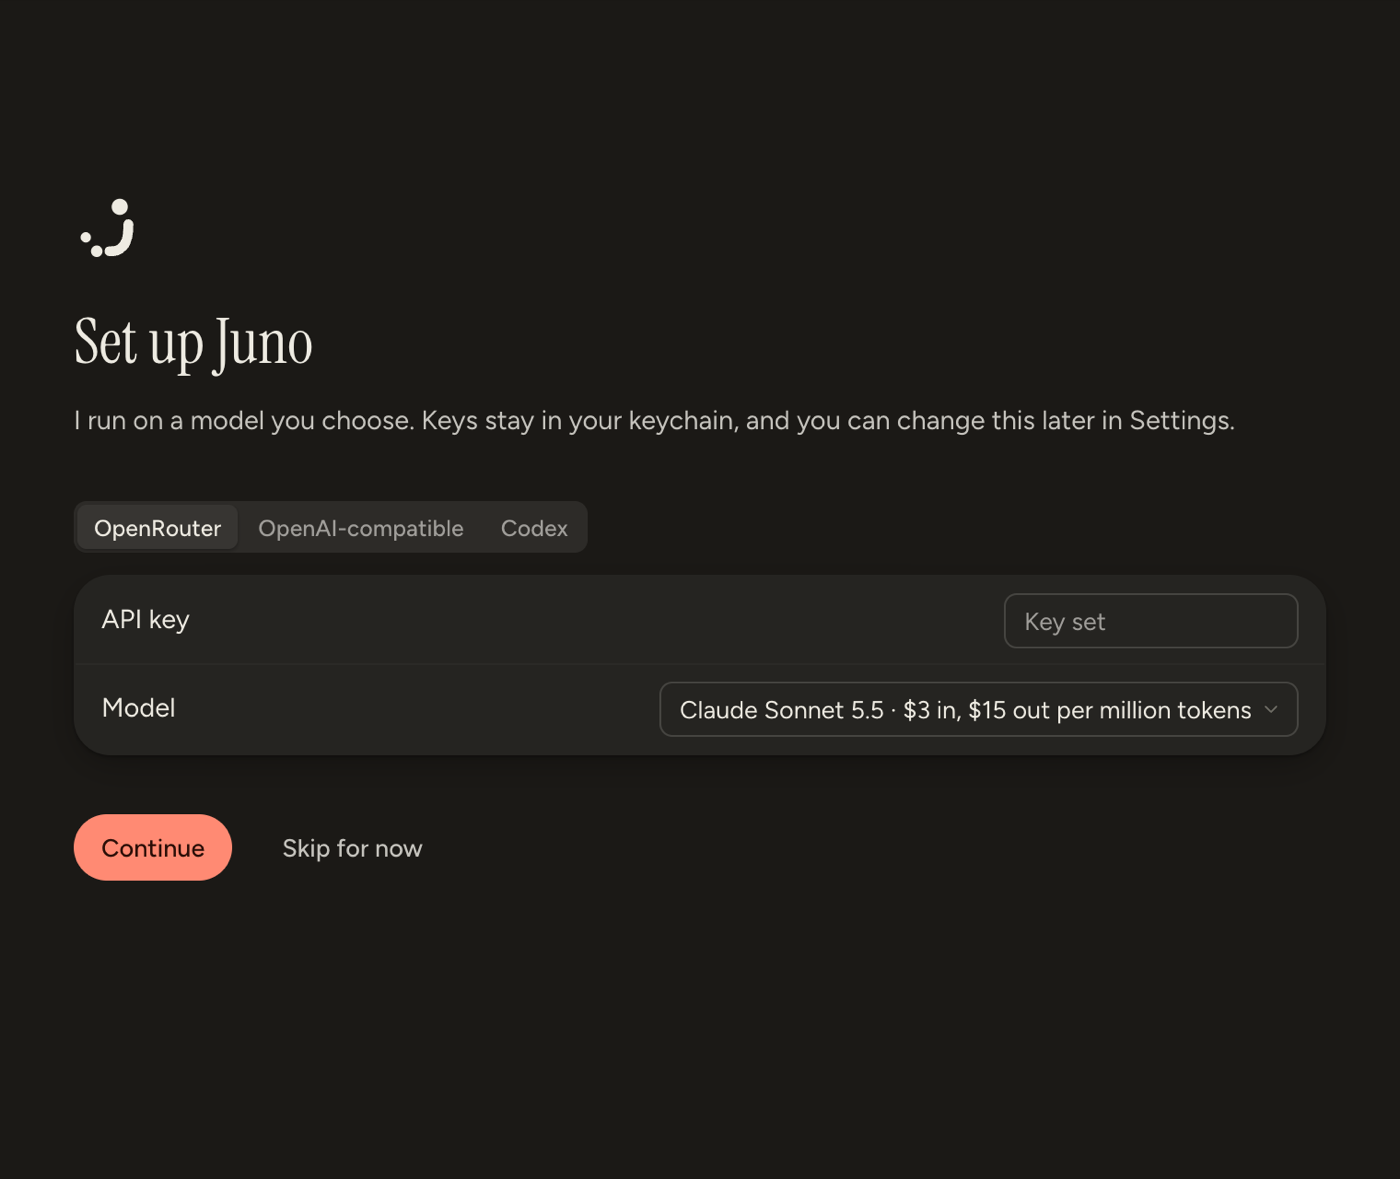 Set up Juno
I run on a model you choose. Keys stay in your keychain, and you can change this later in Settings.
OpenRouter OpenAI-compatible Codex
API key Key set
Model Claude Sonnet 5.5 · $3 in, $15 out per million tokens
Continue Skip for now